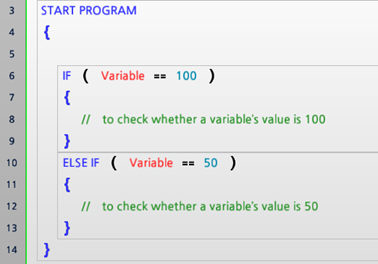 3 START PROGRAM
4 {
5
6 IF ( Variable == 100 )
7 {
8 // to check whether a variable's value is 100
9 }
10 ELSE IF ( Variable == 50 )
11 {
12 // to check whether a variable's value is 50
13 }
14 }